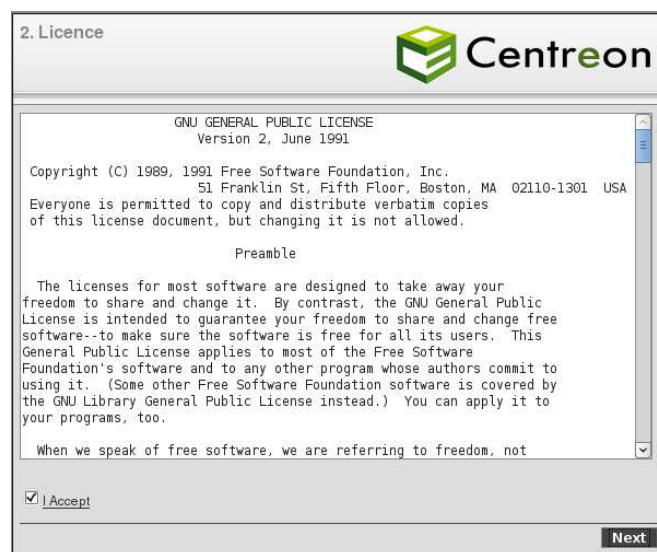 2. Licence
Centreon
GNU GENERAL PUBLIC LICENSE
Version 2, June 1991
Copyright (C) 1989, 1991 Free Software Foundation, Inc.
51 Franklin St, Fifth Floor, Boston, MA 02110-1301 USA
Everyone is permitted to copy and distribute verbatim copies
of this license document, but changing it is not allowed.
Preamble
The licenses for most software are designed to take away your
freedom to share and change it. By contrast, the GNU General Public
License is intended to guarantee your freedom to share and change free
software--to make sure the software is free for all its users. This
General Public License applies to most of the Free Software
Foundation's software and to any other program whose authors commit to
using it. (Some other Free Software Foundation software is covered by
the GNU Library General Public License instead.) You can apply it to
your programs, too.
When we speak of free software, we are referring to freedom, not
I Accept
Next